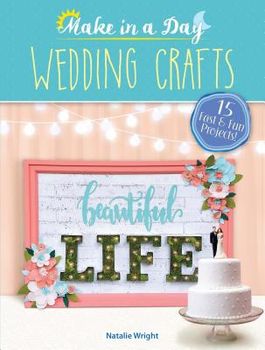 Make in a Day
WEDDING CRAFTS
15
Fast & Fun
Projects!
beautiful
LIFE
Natalie Wright